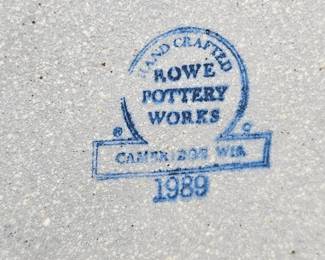 HAND CRAFTED
ROWE
POTTERY
WORKS
® ©
CAMBRIDGE WIS.
1989